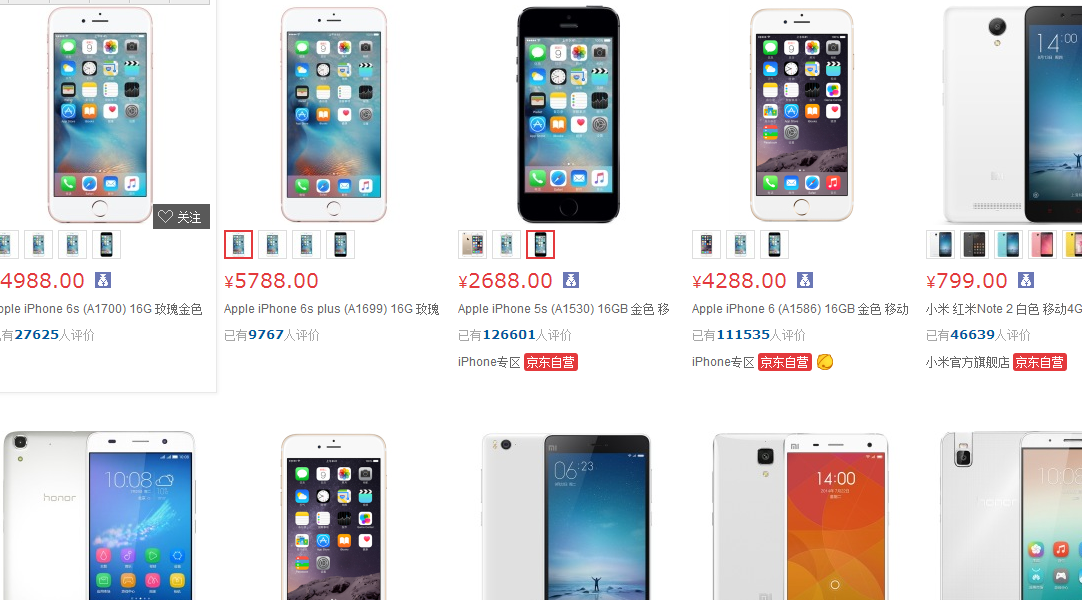 关注
4988.00
¥5788.00
¥2688.00
¥4288.00
¥799.00
ple iPhone 6s (A1700) 16G 玫瑰金色
Apple iPhone 6s plus (A1699) 16G 玫瑰
Apple iPhone 5s (A1530) 16GB 金色 移
Apple iPhone 6 (A1586) 16GB 金色 移动
小米 红米Note 2 白色 移动4G
有27625人评价
已有9767人评价
已有126601人评价
已有111535人评价
已有46639人评价
iPhone专区 京东自营
iPhone专区 京东自营
小米官方旗舰店 京东自营
14:00
honor
10:08
MI
06:23
MI
14:00
honor
10:08